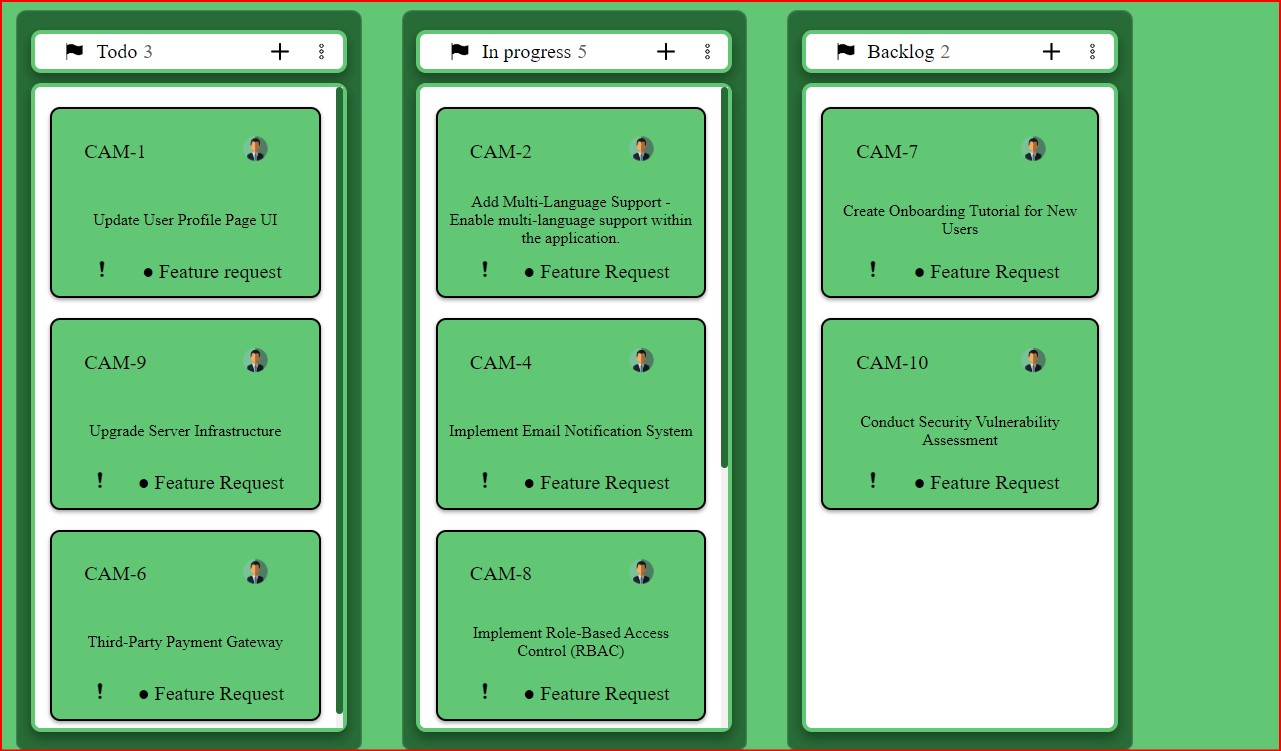 Todo 3
CAM-1
Update User Profile Page UI
! ● Feature request
CAM-9
Upgrade Server Infrastructure
! ● Feature Request
CAM-6
Third-Party Payment Gateway
! ● Feature Request
In progress 5
CAM-2
Add Multi-Language Support -
Enable multi-language support within
the application.
! ● Feature Request
CAM-4
Implement Email Notification System
! ● Feature Request
CAM-8
Implement Role-Based Access
Control (RBAC)
! ● Feature Request
Backlog 2
CAM-7
Create Onboarding Tutorial for New
Users
! ● Feature Request
CAM-10
Conduct Security Vulnerability
Assessment
! ● Feature Request